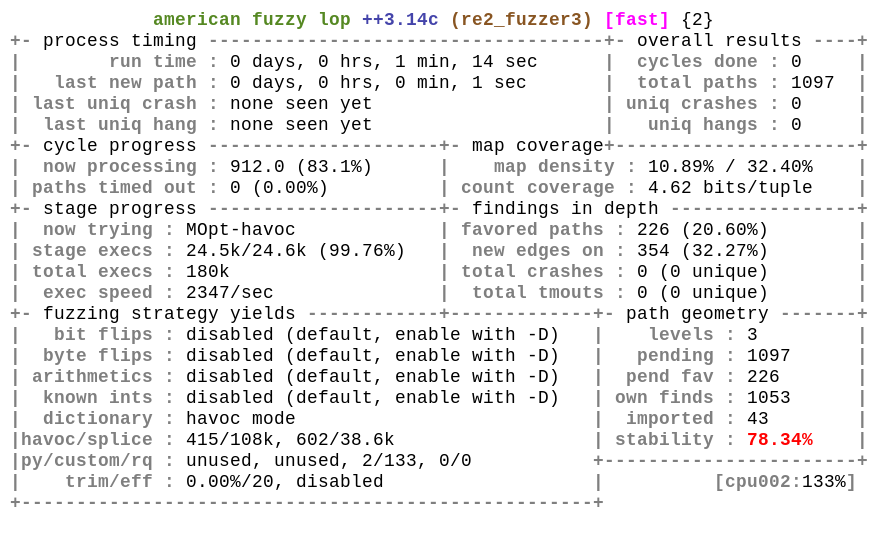 american fuzzy lop ++3.14c (re2_fuzzer3) [fast] {2}
+- process timing ------------------------------------+- overall results ----+
|        run time : 0 days, 0 hrs, 1 min, 14 sec      |  cycles done : 0     |
|   last new path : 0 days, 0 hrs, 0 min, 1 sec       |  total paths : 1097  |
| last uniq crash : none seen yet                     | uniq crashes : 0     |
|  last uniq hang : none seen yet                     |   uniq hangs : 0     |
+- cycle progress ---------------------+- map coverage+----------------------+
|  now processing : 912.0 (83.1%)      |    map density : 10.89% / 32.40%    |
| paths timed out : 0 (0.00%)          | count coverage : 4.62 bits/tuple    |
+- stage progress ---------------------+- findings in depth -----------------+
|  now trying : MOpt-havoc             | favored paths : 226 (20.60%)        |
| stage execs : 24.5k/24.6k (99.76%)   |  new edges on : 354 (32.27%)        |
| total execs : 180k                   | total crashes : 0 (0 unique)        |
|  exec speed : 2347/sec               |  total tmouts : 0 (0 unique)        |
+- fuzzing strategy yields ------------+-------------+- path geometry -------+
|   bit flips : disabled (default, enable with -D)   |    levels : 3         |
|  byte flips : disabled (default, enable with -D)   |   pending : 1097      |
| arithmetics : disabled (default, enable with -D)   |  pend fav : 226       |
|  known ints : disabled (default, enable with -D)   | own finds : 1053      |
|  dictionary : havoc mode                           |  imported : 43        |
|havoc/splice : 415/108k, 602/38.6k                  | stability : 78.34%    |
|py/custom/rq : unused, unused, 2/133, 0/0           +-----------------------+
|    trim/eff : 0.00%/20, disabled                   |          [cpu002:133%]
+----------------------------------------------------+